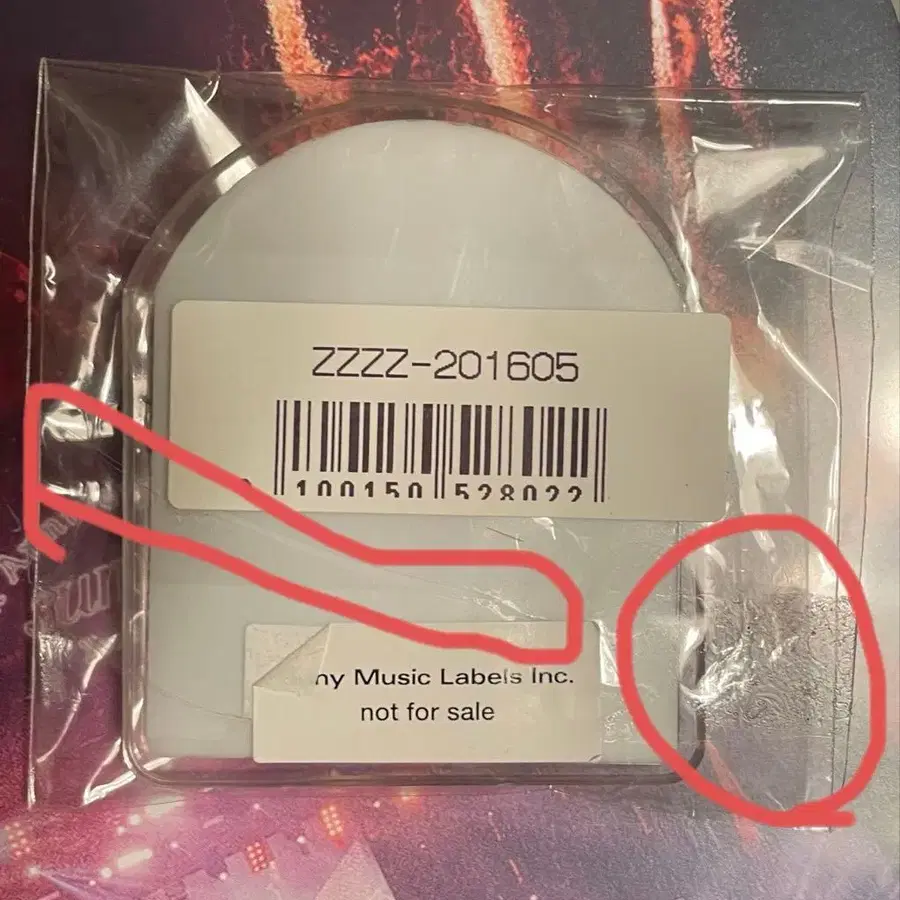 ZZZZ-201605
100150 528022
ny Music Labels Inc.
not for sale